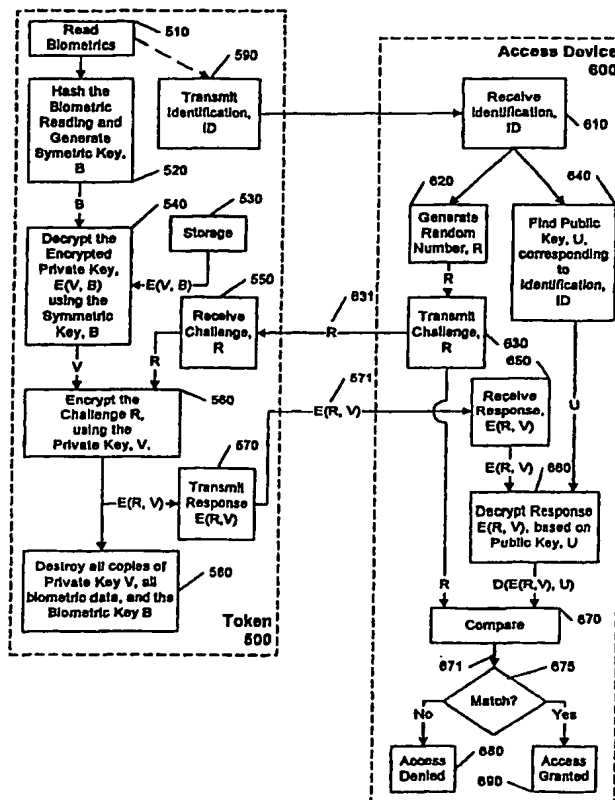 Read
Biometrics
510
590
Hash the
Biometric
Reading and
Generate
Symetric Key,
B
520
Transmit
Identification,
ID
B
540
530
Storage
Decrypt the
Encrypted
Private Key,
E(V, B)
using the
Symmetric
Key, B
E(V, B)
550
Receive
Challenge,
R
V
R
Encrypt the
Challenge R,
using the
Private Key, V,
560
570
E(R, V)
Transmit
Response
E(R,V)
Destroy all copies of
Private Key V, all
biometric data, and the
Biometric Key B
580
Token
500
631
R
571
E(R, V)
Access Device
600
Receive
Identification,
ID
610
620
640
Generate
Random
Number, R
Find Public
Key, U,
corresponding
to
Identification,
ID
R
Transmit
Challenge,
R
630
650
Receive
Response,
E(R, V)
U
E(R, V)
660
Decrypt Response
E(R, V), based on
Public Key, U
R
D(E(R,V), U)
Compare
670
671
675
Match?
No
Yes
Access
Denied
680
Access
Granted
690